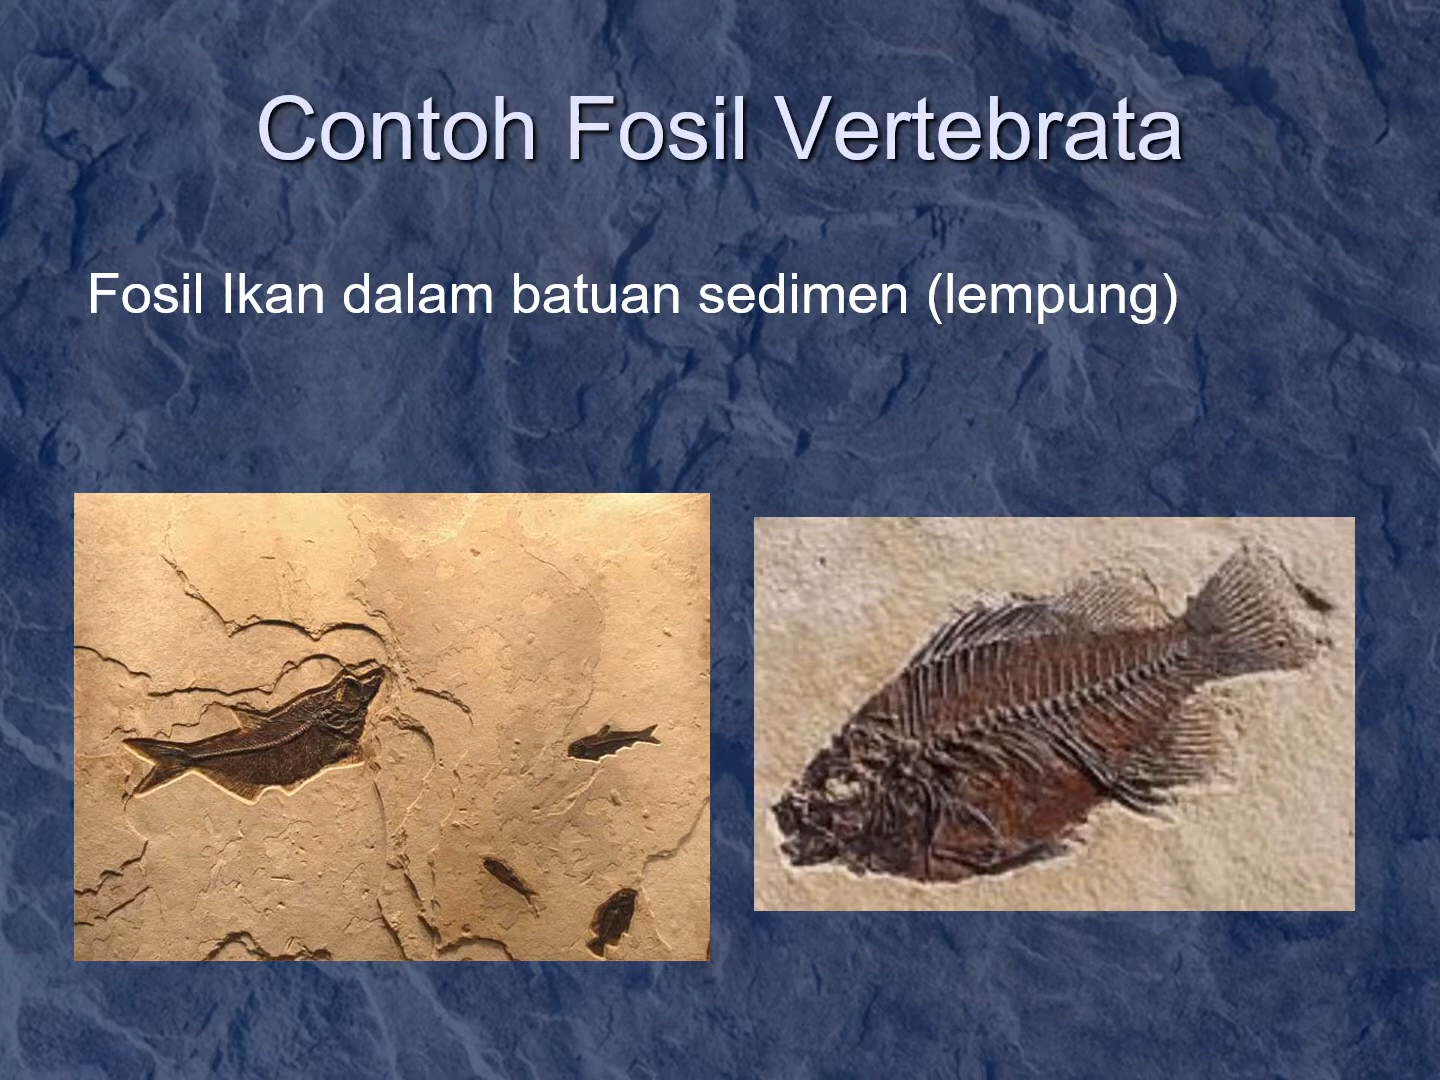 Contoh Fosil Vertebrata
Fosil Ikan dalam batuan sedimen (lempung)